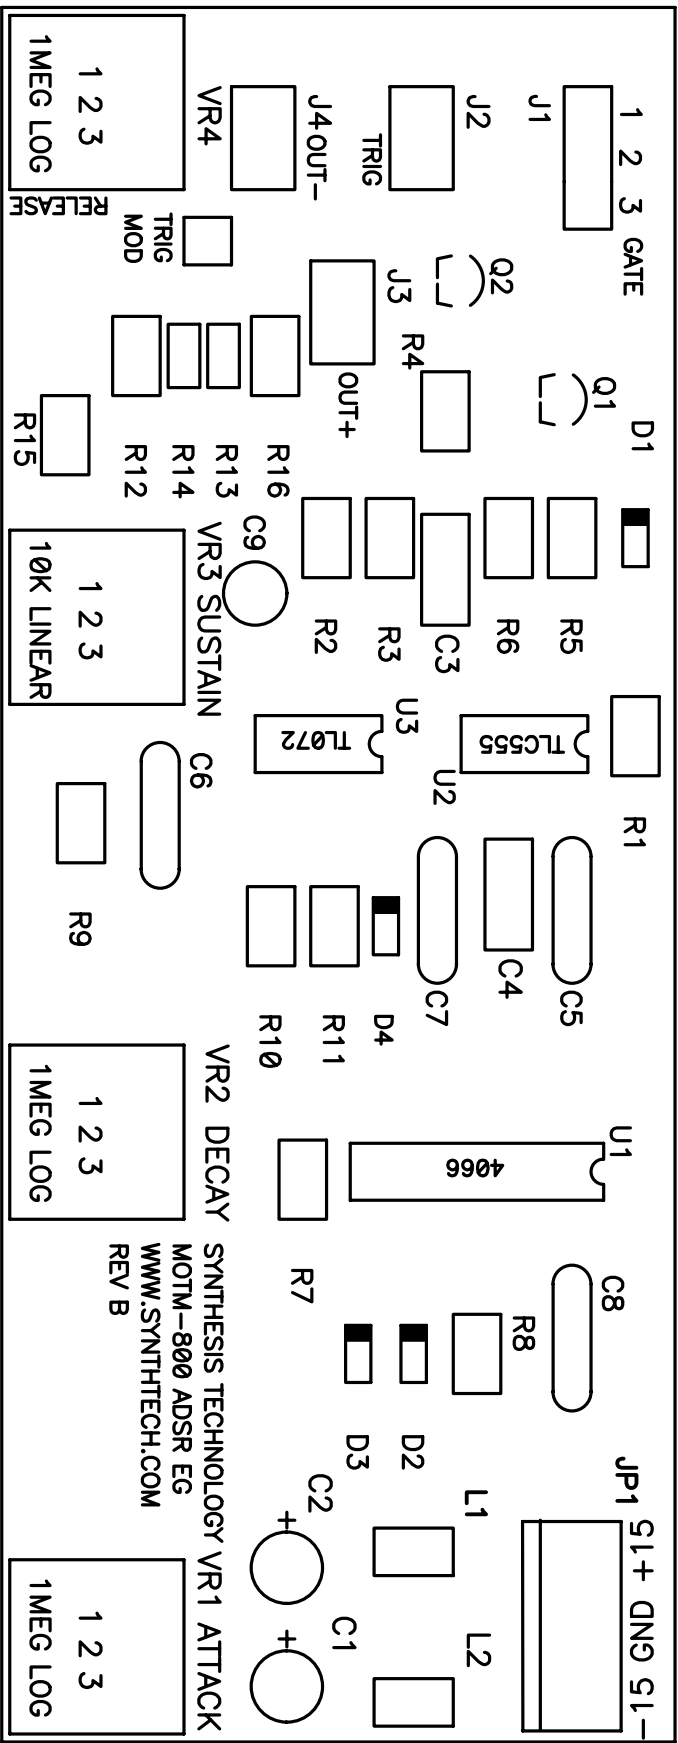 1 2 3 GATE
J1
-15 GND +15
JP1
D1
Q1
J2
TRIG
Q2
R1
U1
C8
R5
R6
C3
R3
R2
C5
C4
C7
U2
TLC555
U3
TL072
4066
R8
L1
L2
R4
J3
OUT+
J4
OUT-
D4
R11
R10
D2
D3
R7
C2
+
C1
+
C9
R16
R13
R14
R12
R15
TRIG
MOD
VR4
1 2 3
1MEG LOG
RELEASE
VR3 SUSTAIN
1 2 3
10K LINEAR
C6
R9
VR2 DECAY
1 2 3
1MEG LOG
SYNTHESIS TECHNOLOGY
MOTM-800 ADSR EG
WWW.SYNTHTECH.COM
REV B
VR1 ATTACK
1 2 3
1MEG LOG